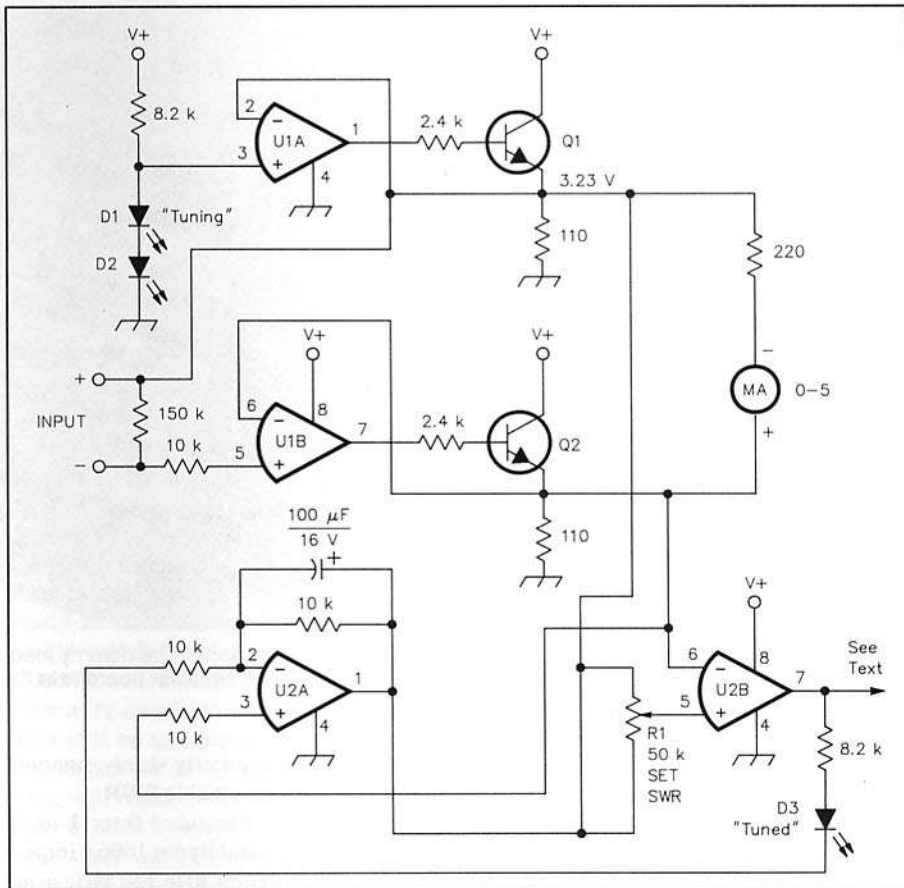 V+
V+
8.2 k
2
−
U1A
1
2.4 k
Q1
3
+
4
3.23 V
D1
"Tuning"
110
220
D2
V+
V+
−
+
6
−
8
MA
0-5
INPUT
150 k
U1B
7
2.4 k
Q2
+
10 k
−
5
+
100 µF
16 V
+
110
10 k
V+
10 k
2
−
6
−
8
See
Text
U2A
1
U2B
7
3
+
5
+
4
10 k
4
R1
50 k
SET
SWR
8.2 k
D3
"Tuned"